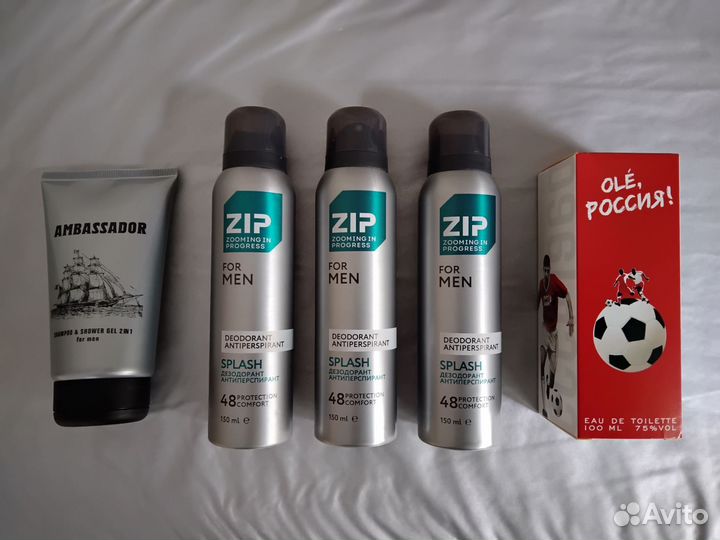 AMBASSADOR
SHAMPOO & SHOWER GEL 2 IN 1
for men
ZIP
ZOOMING IN
PROGRESS
FOR
MEN
DEODORANT
ANTIPERSPIRANT
SPLASH
ДЕЗОДОРАНТ
АНТИПЕРСПИРАНТ
48 PROTECTION
COMFORT
150 ml e
ZIP
ZOOMING IN
PROGRESS
FOR
MEN
DEODORANT
ANTIPERSPIRANT
SPLASH
ДЕЗОДОРАНТ
АНТИПЕРСПИРАНТ
48 PROTECTION
COMFORT
150 ml e
ZIP
ZOOMING IN
PROGRESS
FOR
MEN
DEODORANT
ANTIPERSPIRANT
SPLASH
ДЕЗОДОРАНТ
АНТИПЕРСПИРАНТ
48 PROTECTION
COMFORT
150 ml e
OLÉ,
РОССИЯ!
EAU DE TOILETTE
100 ML 75%VOL
Avito